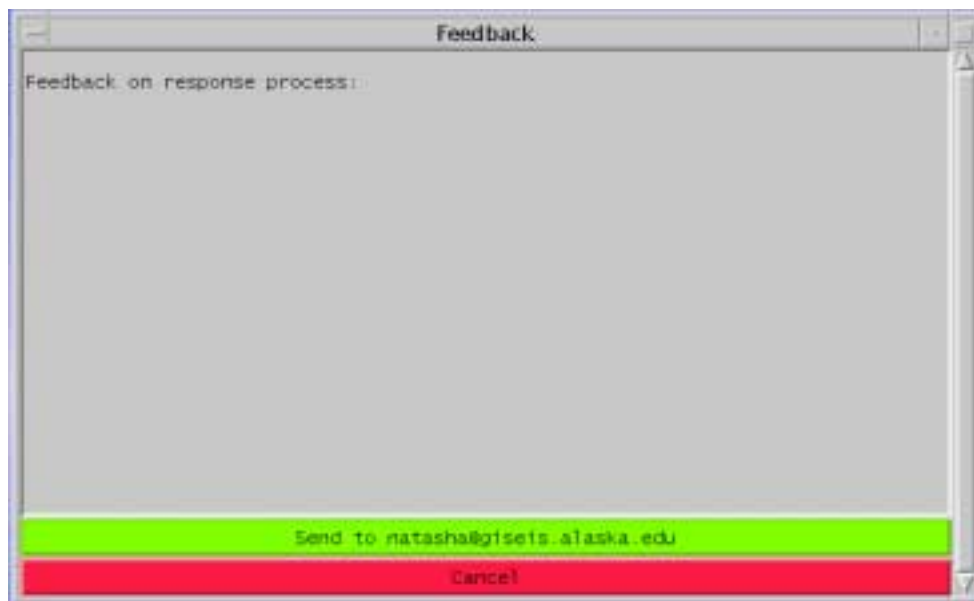 Feedback
Feedback on response process:
Send to natasha@giseis.alaska.edu
Cancel